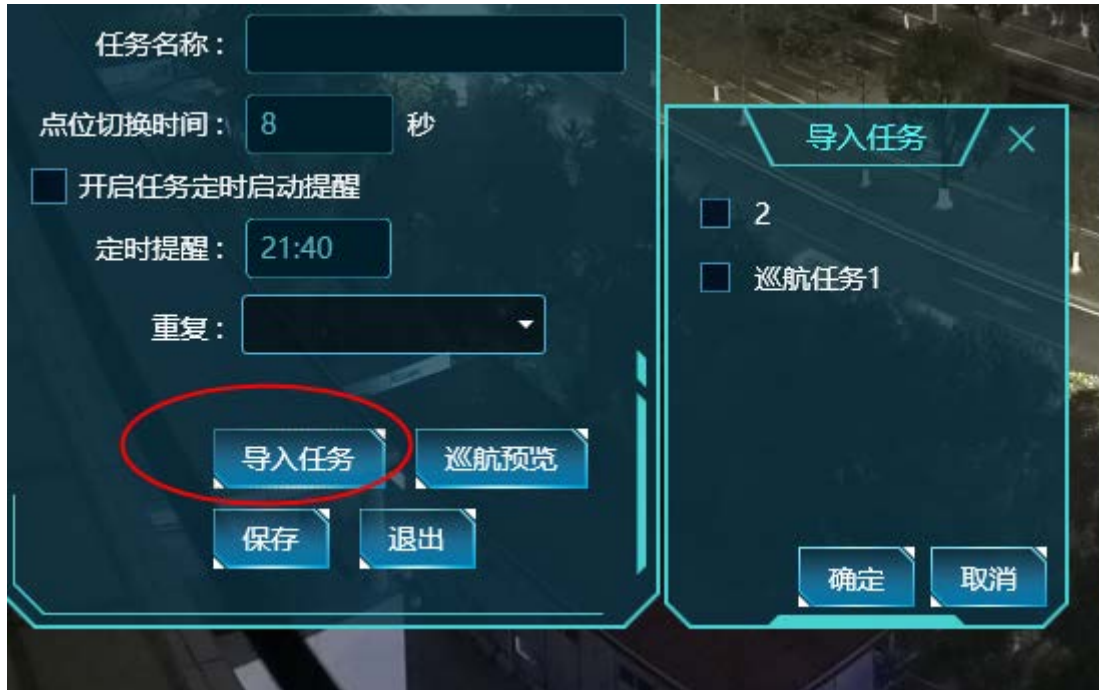 任务名称：
点位切换时间： 8 秒
开启任务定时启动提醒
定时提醒： 21:40
重复：
导入任务 巡航预览
保存 退出
导入任务
2
巡航任务1
确定 取消